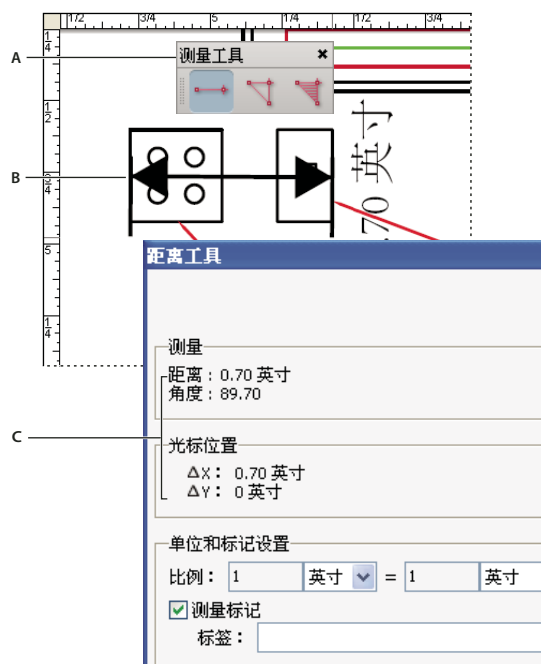 1/2 3/4 5 1/4 1/2 3/4
1/4
A
测量工具
1/2
.70 英寸
B
3/4
5
距离工具
1/4
测量
距离：0.70 英寸
角度：89.70
C
光标位置
ΔX： 0.70 英寸
ΔY： 0 英寸
单位和标记设置
比例： 1 英寸 = 1 英寸
测量标记
标签：